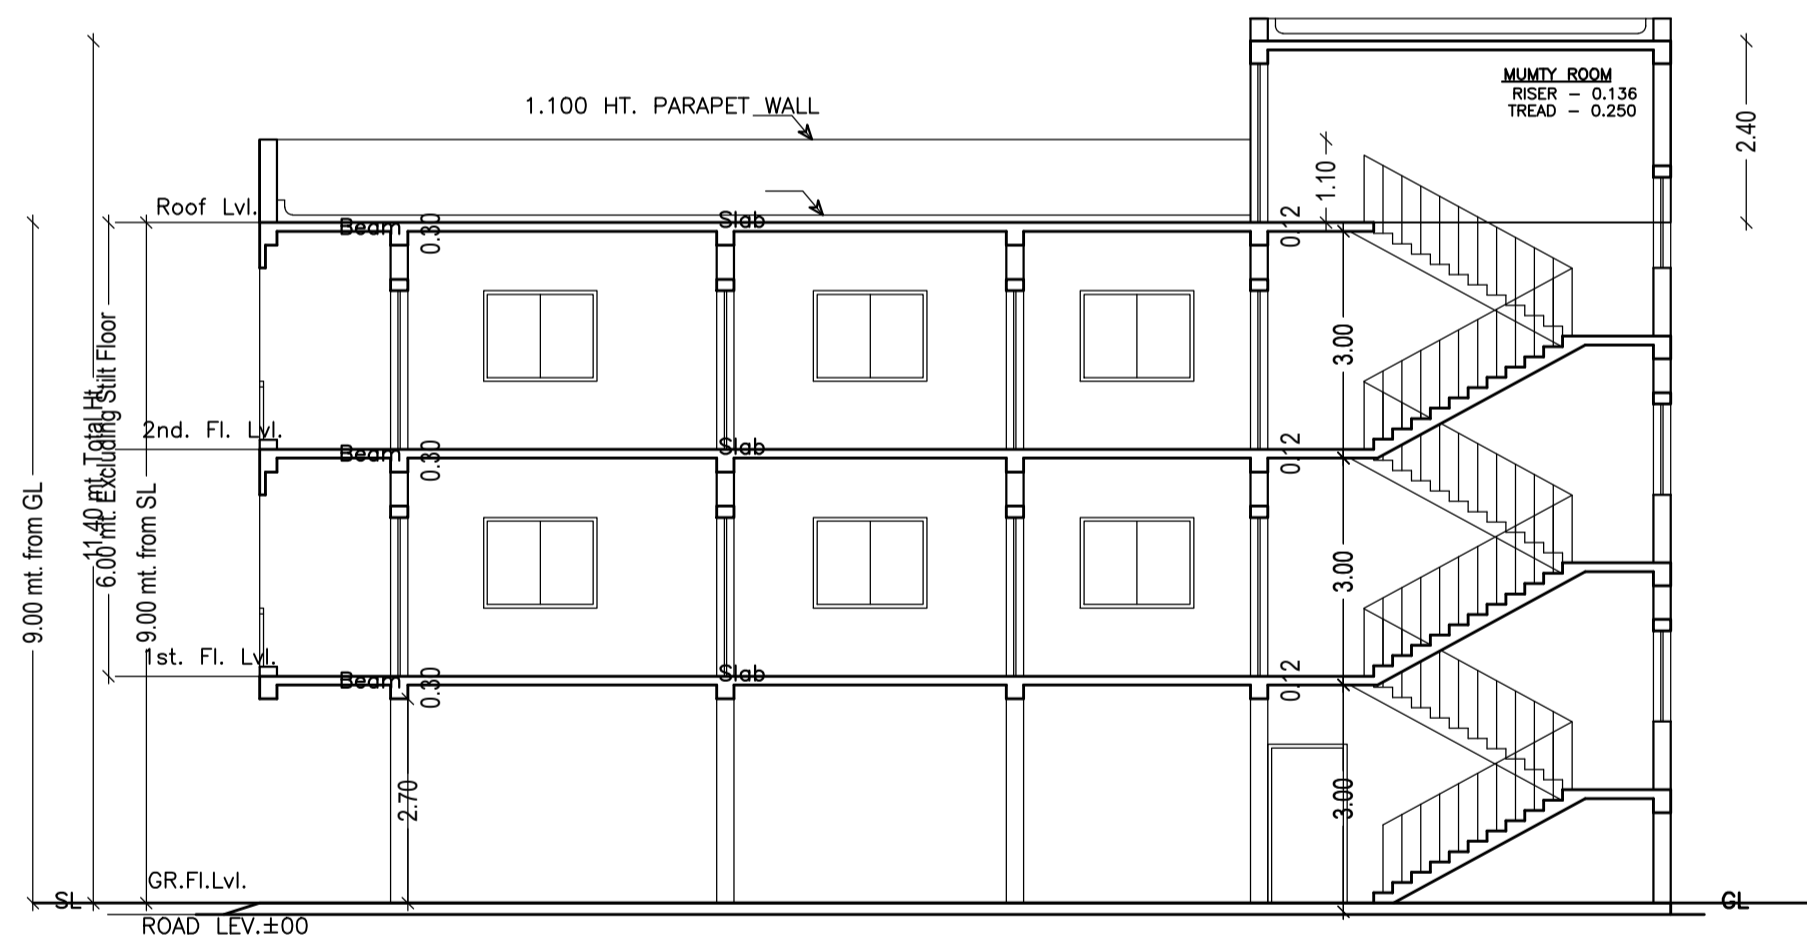 MUMTY ROOM
RISER - 0.136
TREAD - 0.250
1.100 HT. PARAPET WALL
2.40
1.10
Roof Lvl.
Beam
0.30
Slab
0.12
3.00
11.40 mt. Total Ht.
6.00 mt. Excluding Stilt Floor
9.00 mt. from GL
9.00 mt. from SL
2nd. Fl. Lvl.
Beam
0.30
Slab
0.12
3.00
1st. Fl. Lvl.
Beam
0.30
Slab
0.12
2.70
3.00
GR.Fl.Lvl.
SL
GL
ROAD LEV.±00